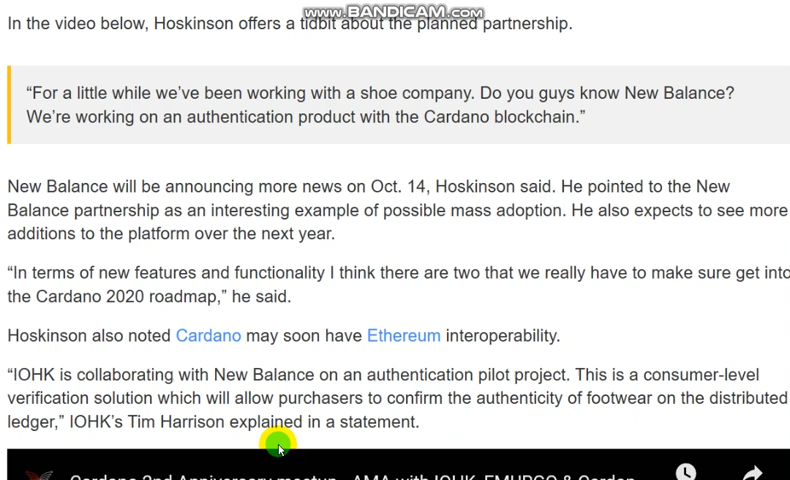 www.BANDICAM.com
In the video below, Hoskinson offers a tidbit about the planned partnership.
“For a little while we’ve been working with a shoe company. Do you guys know New Balance?
We’re working on an authentication product with the Cardano blockchain.”
New Balance will be announcing more news on Oct. 14, Hoskinson said. He pointed to the New
Balance partnership as an interesting example of possible mass adoption. He also expects to see more
additions to the platform over the next year.
“In terms of new features and functionality I think there are two that we really have to make sure get into
the Cardano 2020 roadmap,” he said.
Hoskinson also noted Cardano may soon have Ethereum interoperability.
“IOHK is collaborating with New Balance on an authentication pilot project. This is a consumer-level
verification solution which will allow purchasers to confirm the authenticity of footwear on the distributed
ledger,” IOHK’s Tim Harrison explained in a statement.
Cardano 2nd Anniversary meetup - AMA with IOHK, EMURGO & Cardan